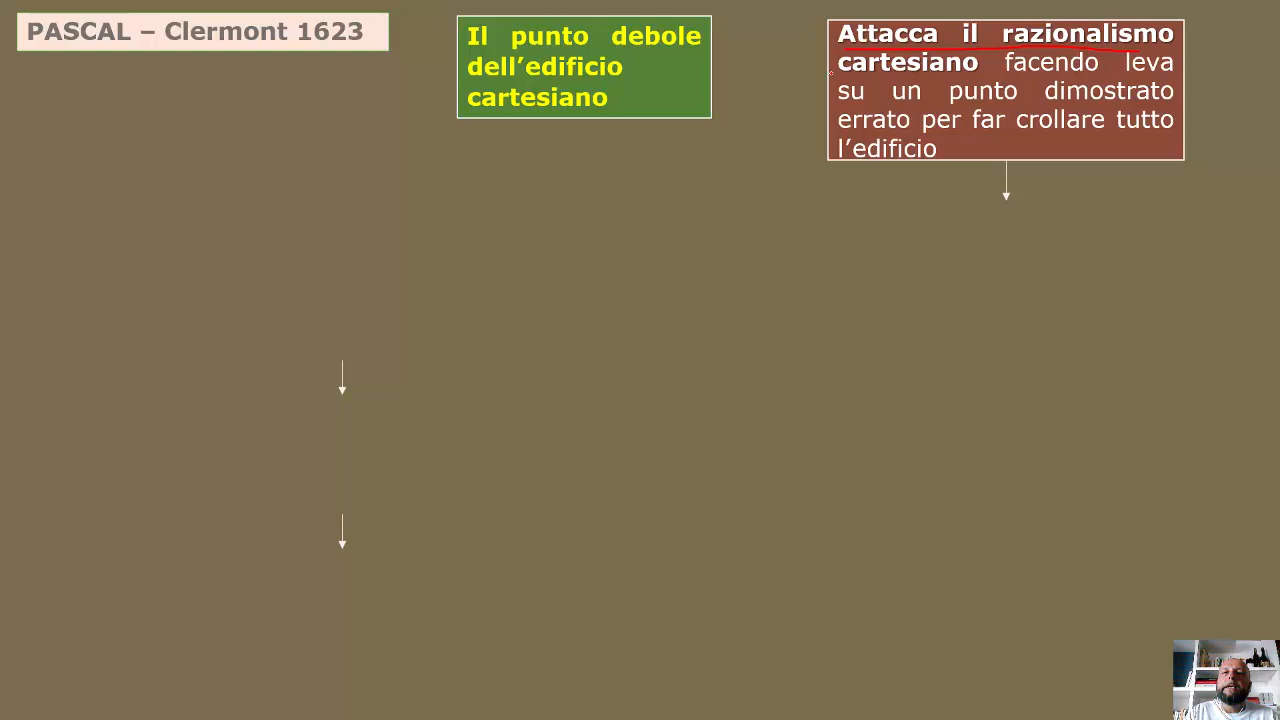 PASCAL – Clermont 1623
Il punto debole
dell’edificio
cartesiano
Attacca il razionalismo
cartesiano facendo leva
su un punto dimostrato
errato per far crollare tutto
l’edificio